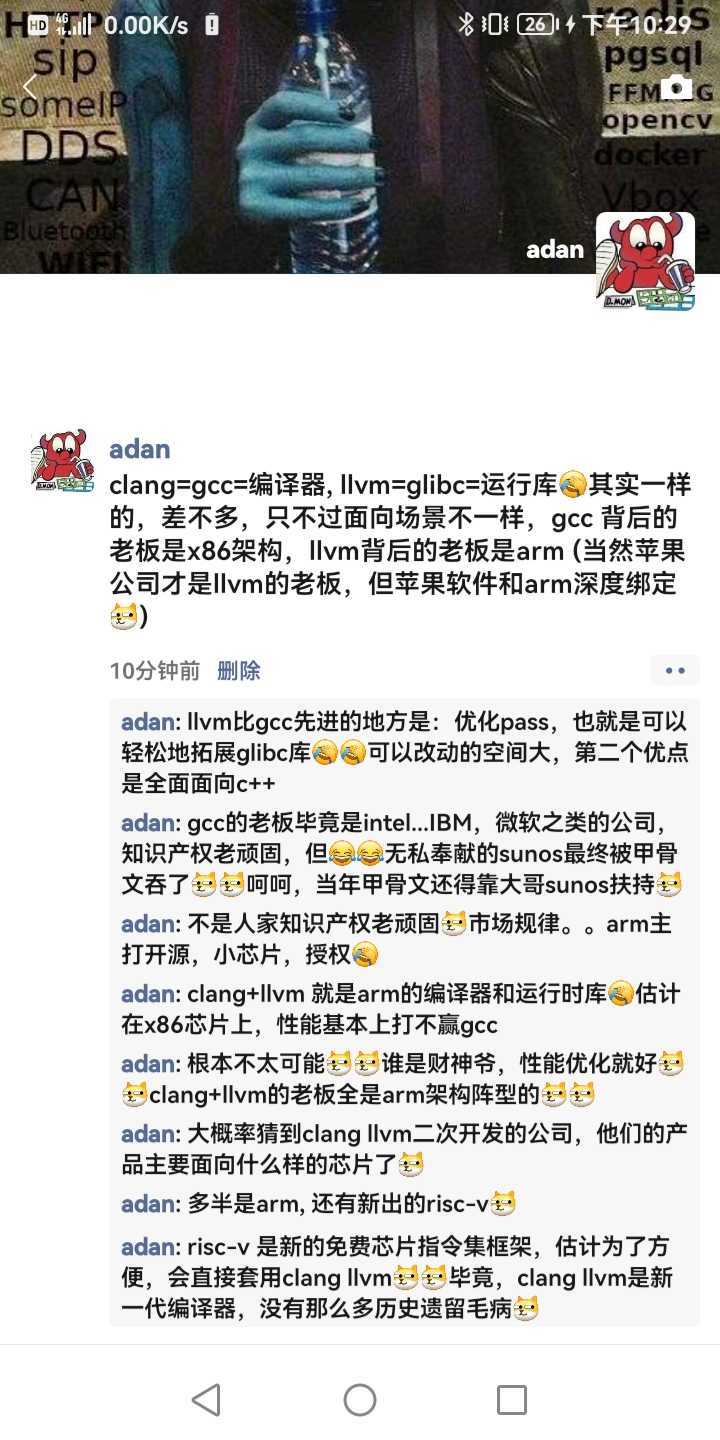 HD 4G 0.00K/s 26 下午10:29
sip
someIP
DDS
CAN
Bluetooth
WIFI
redis
pgsql
opencv
docker
Vbox
adan
adan
clang=gcc=编译器, llvm=glibc=运行库🤣其实一样
的，差不多，只不过面向场景不一样，gcc 背后的
老板是x86架构，llvm背后的老板是arm (当然苹果
公司才是llvm的老板，但苹果软件和arm深度绑定
)
10分钟前 删除
adan: llvm比gcc先进的地方是：优化pass，也就是可以
轻松地拓展glibc库可以改动的空间大，第二个优点
是全面面向c++
adan: gcc的老板毕竟是intel...IBM，微软之类的公司，
知识产权老顽固，但😂😂无私奉献的sunos最终被甲骨
文吞了呵呵，当年甲骨文还得靠大哥sunos扶持
adan: 不是人家知识产权老顽固市场规律。。arm主
打开源，小芯片，授权
adan: clang+llvm 就是arm的编译器和运行时库估计
在x86芯片上，性能基本上打不赢gcc
adan: 根本不太可能谁是财神爷，性能优化就好
clang+llvm的老板全是arm架构阵型的
adan: 大概率猜到clang llvm二次开发的公司，他们的产
品主要面向什么样的芯片了
adan: 多半是arm, 还有新出的risc-v
adan: risc-v 是新的免费芯片指令集框架，估计为了方
便，会直接套用clang llvm毕竟，clang llvm是新
一代编译器，没有那么多历史遗留毛病